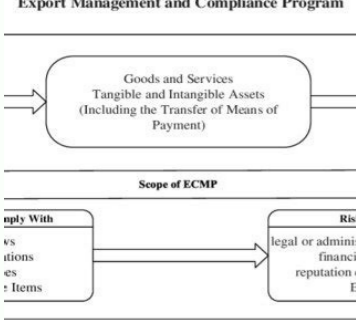 Export Management and Compliance Program
Goods and Services
Tangible and Intangible Assets
(Including the Transfer of Means of
Payment)
Scope of ECMP
mply With
ws
ations
es
e Items
Ris
legal or adminis
financi
reputation
E